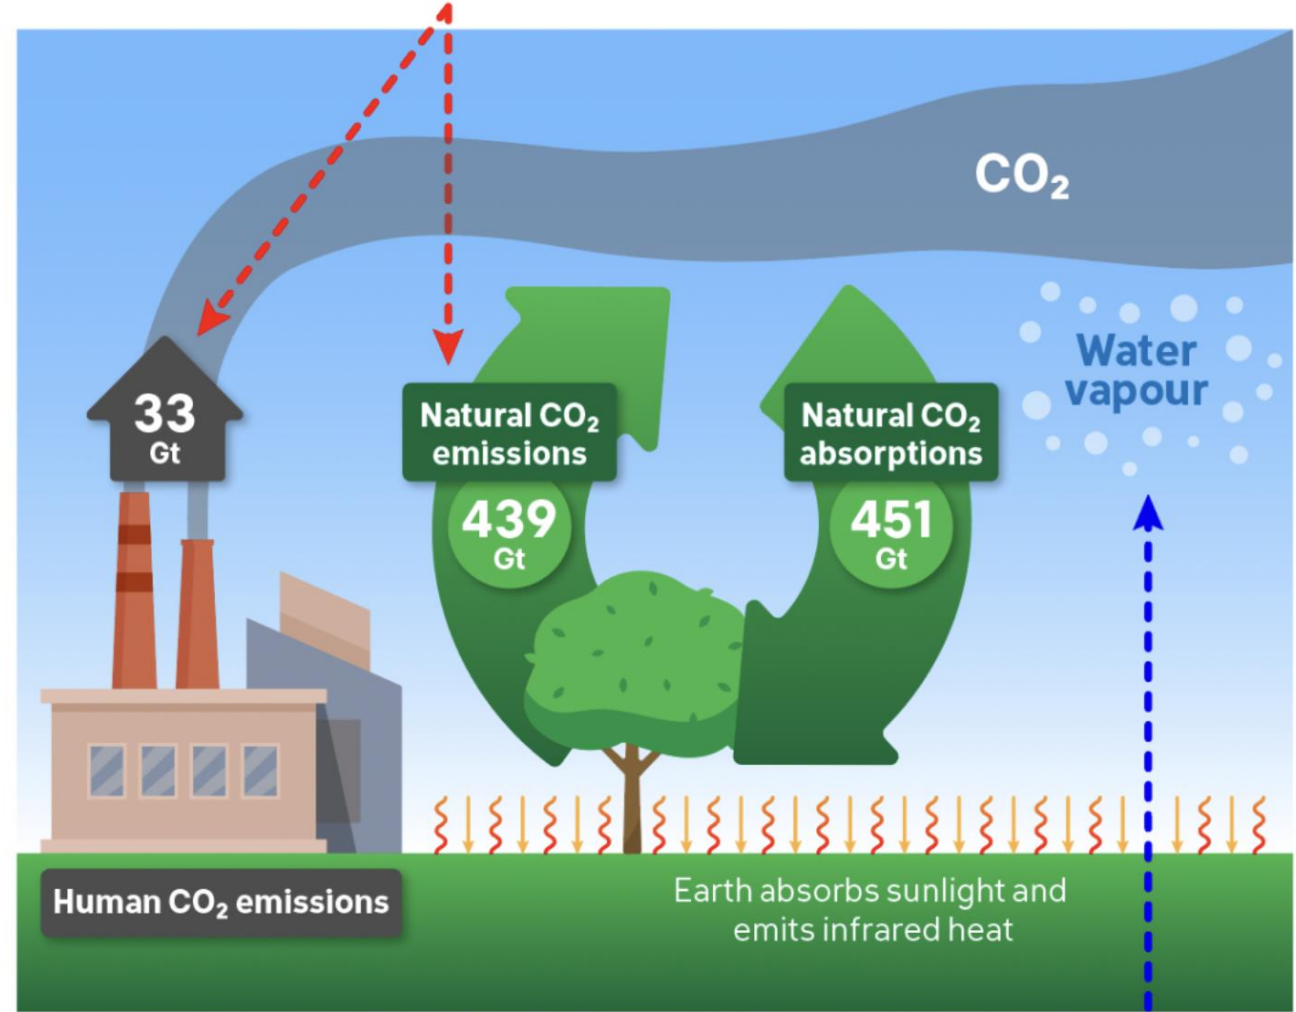 CO₂
33
Gt
Natural CO₂
emissions
439
Gt
Natural CO₂
absorptions
451
Gt
Water
vapour
Human CO₂ emissions
Earth absorbs sunlight and
emits infrared heat